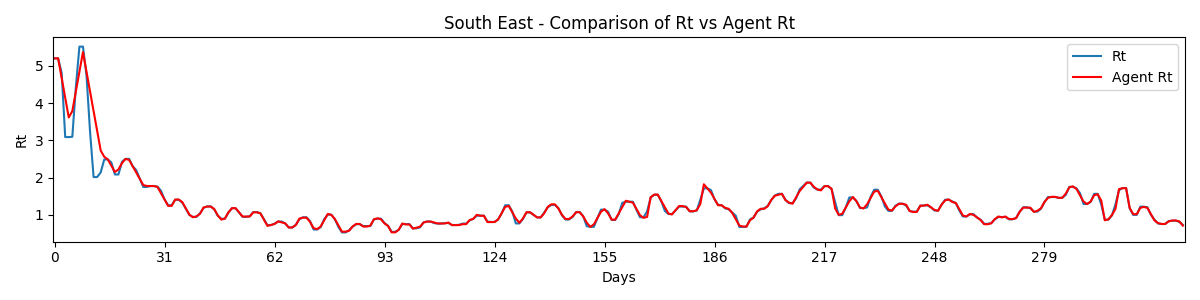 South East - Comparison of Rt vs Agent Rt
Rt
Agent Rt
Rt
5
4
3
2
1
0 31 62 93 124 155 186 217 248 279
Days